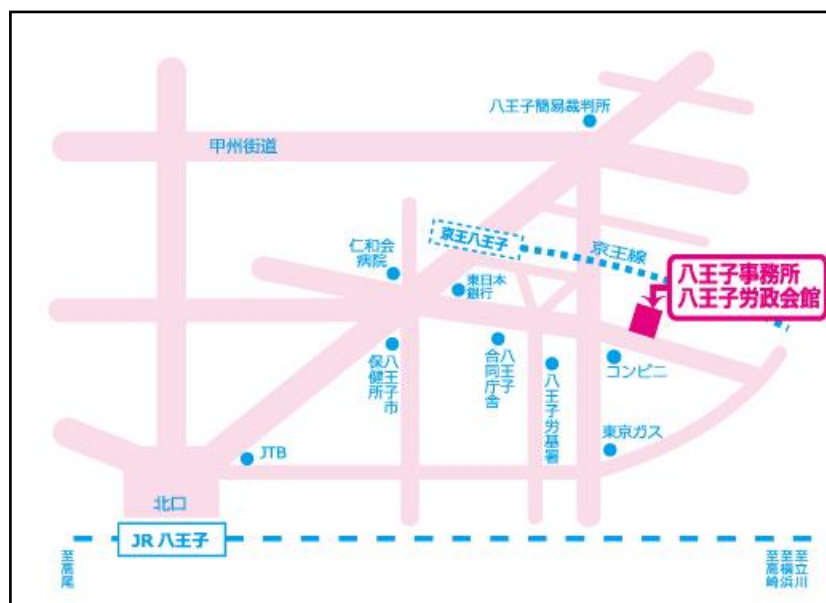 八王子簡易裁判所
甲州街道
京王八王子
京王線
仁和会
病院
東日本
銀行
八王子事務所
八王子労政会館
八王子市
保健所
八王子
合同庁舎
八王子労基署
コンビニ
東京ガス
JTB
北口
JR 八王子
至高尾
至立川
至横浜
至高崎